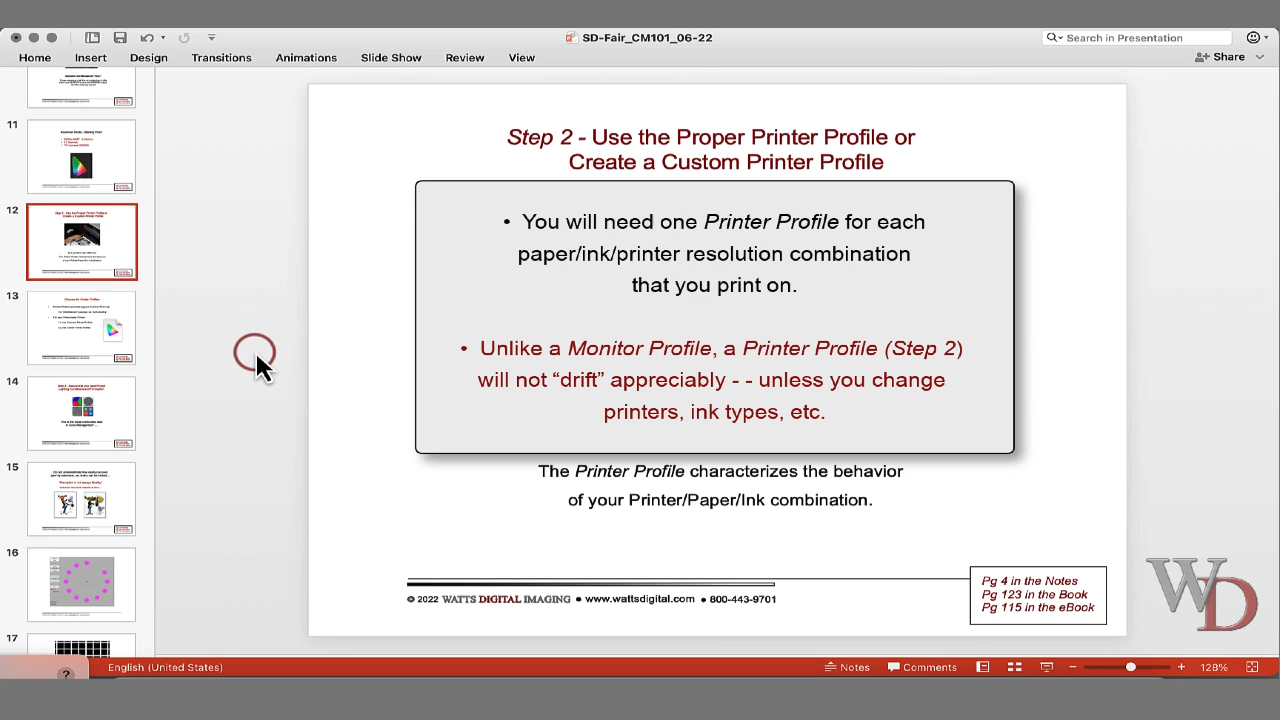 SD-Fair_CM101_06-22
Search in Presentation
Home Insert Design Transitions Animations Slide Show Review View Share
11
12
13
14
15
16
17
Step 2 - Use the Proper Printer Profile or
Create a Custom Printer Profile
• You will need one Printer Profile for each
paper/ink/printer resolution combination
that you print on.
• Unlike a Monitor Profile, a Printer Profile (Step 2)
will not “drift” appreciably - - unless you change
printers, ink types, etc.
The Printer Profile characterizes the behavior
of your Printer/Paper/Ink combination.
© 2022 WATTS DIGITAL IMAGING • www.wattsdigital.com • 800-443-9701
Pg 4 in the Notes
Pg 123 in the Book
Pg 115 in the eBook
WD
? English (United States) Notes Comments 128%